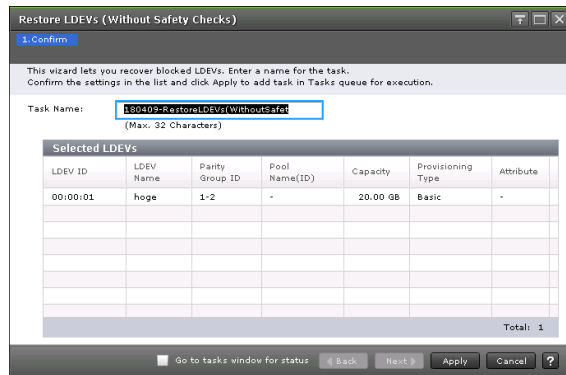 Restore LDEVs (Without Safety Checks)
1.Confirm
This wizard lets you recover blocked LDEVs. Enter a name for the task.
Confirm the settings in the list and click Apply to add task in Tasks queue for execution.
Task Name: 180409-RestoreLDEVs(WithoutSafet
(Max. 32 Characters)
Selected LDEVs
LDEV ID LDEV Name Parity Group ID Pool Name(ID) Capacity Provisioning Type Attribute
00:00:01 hoge 1-2 - 20.00 GB Basic -
Total: 1
Go to tasks window for status Back Next Apply Cancel ?